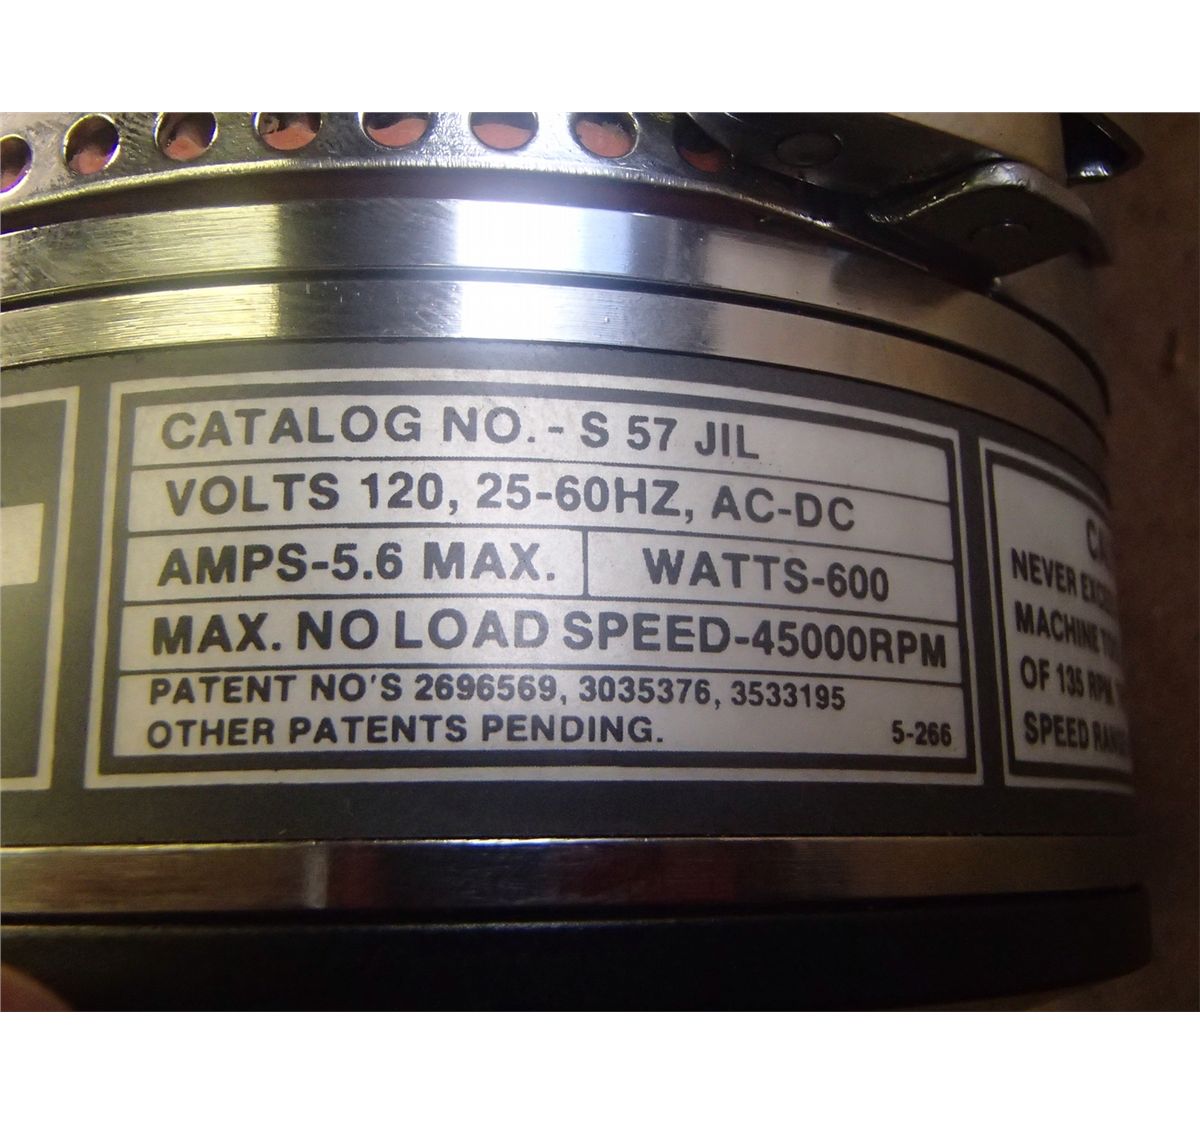 CATALOG NO. - S 57 JIL
VOLTS 120, 25-60HZ, AC-DC
AMPS-5.6 MAX. WATTS-600
MAX. NO LOAD SPEED-45000RPM
PATENT NO'S 2696569, 3035376, 3533195
OTHER PATENTS PENDING. 5-266
NEVER
MACHINE
OF 135 RPM
SPEED